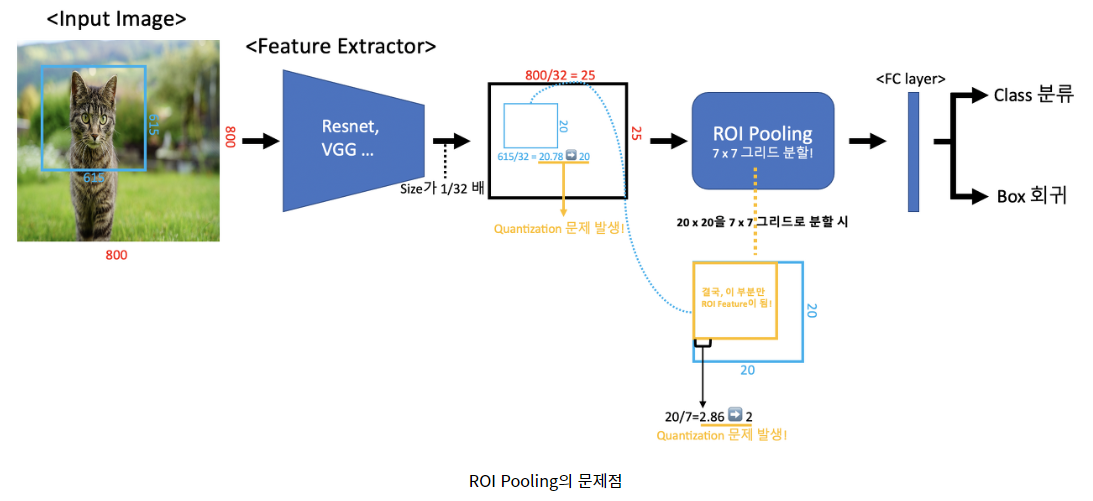 <Input Image>
<Feature Extractor>
615
615
800
800
Resnet,
VGG ...
Size가 1/32 배
800/32 = 25
25
20
615/32 = 20.78 ➡ 20
Quantization 문제 발생!
ROI Pooling
7 x 7 그리드 분할!
<FC layer>
Class 분류
Box 회귀
20 x 20을 7 x 7 그리드로 분할 시
결국, 이 부분만
ROI Feature이 됨!
20
20
20/7=2.86 ➡ 2
Quantization 문제 발생!
ROI Pooling의 문제점